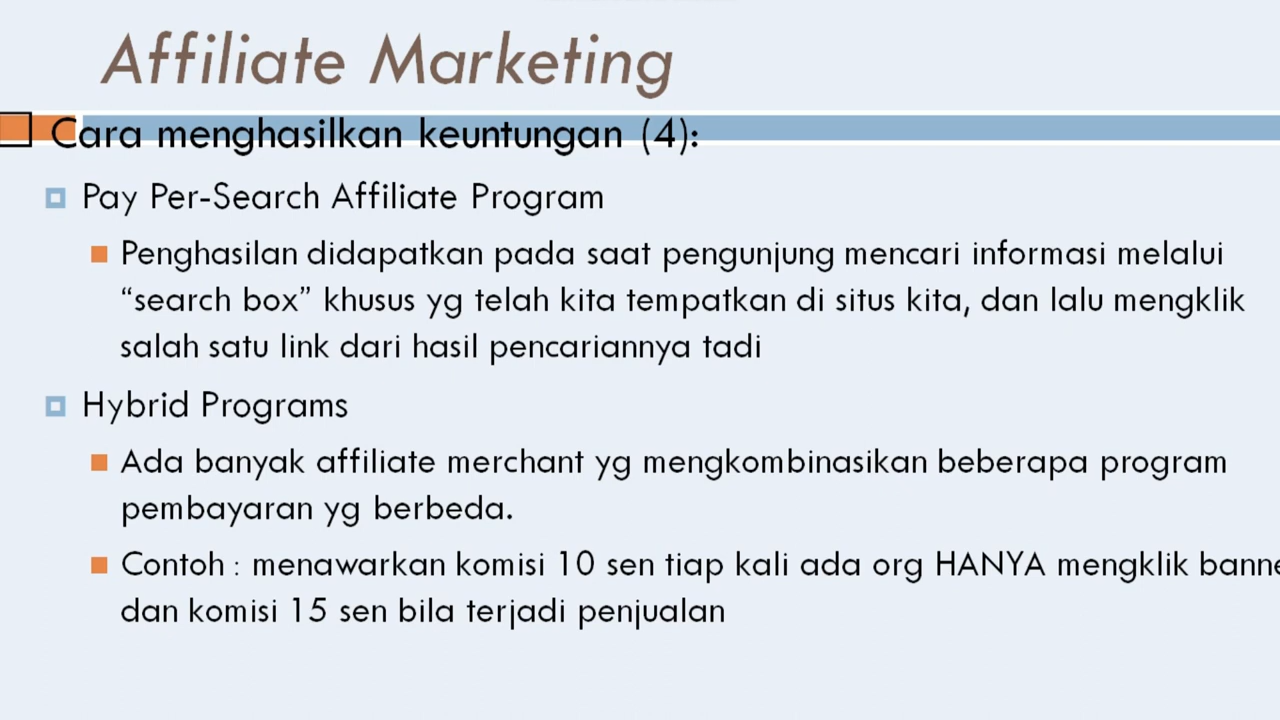 Affiliate Marketing
Cara menghasilkan keuntungan (4):
Pay Per-Search Affiliate Program
Penghasilan didapatkan pada saat pengunjung mencari informasi melalui
“search box” khusus yg telah kita tempatkan di situs kita, dan lalu mengklik
salah satu link dari hasil pencariannya tadi
Hybrid Programs
Ada banyak affiliate merchant yg mengkombinasikan beberapa program
pembayaran yg berbeda.
Contoh : menawarkan komisi 10 sen tiap kali ada org HANYA mengklik
dan komisi 15 sen bila terjadi penjualan